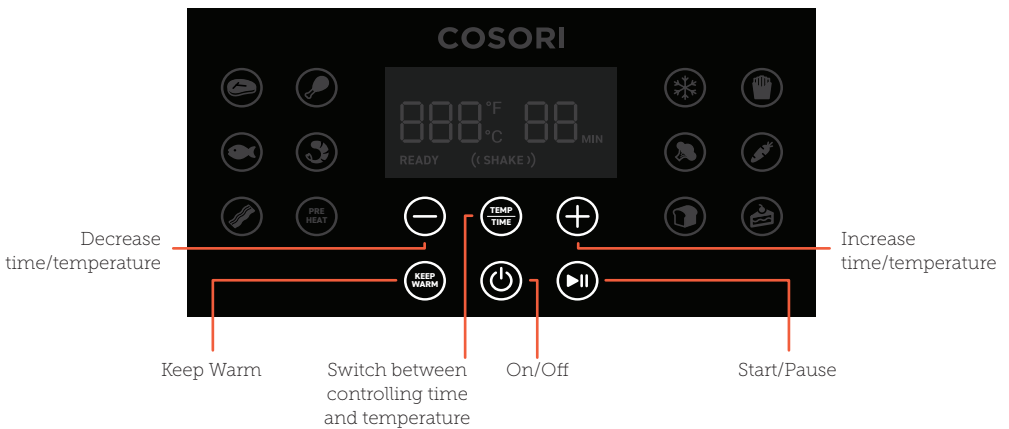 COSORI
888°F 88 MIN
°C
READY ((SHAKE))
PRE
HEAT
TEMP
TIME
KEEP
WARM
Decrease
time/temperature
Increase
time/temperature
Keep Warm
Switch between
controlling time
and temperature
On/Off
Start/Pause